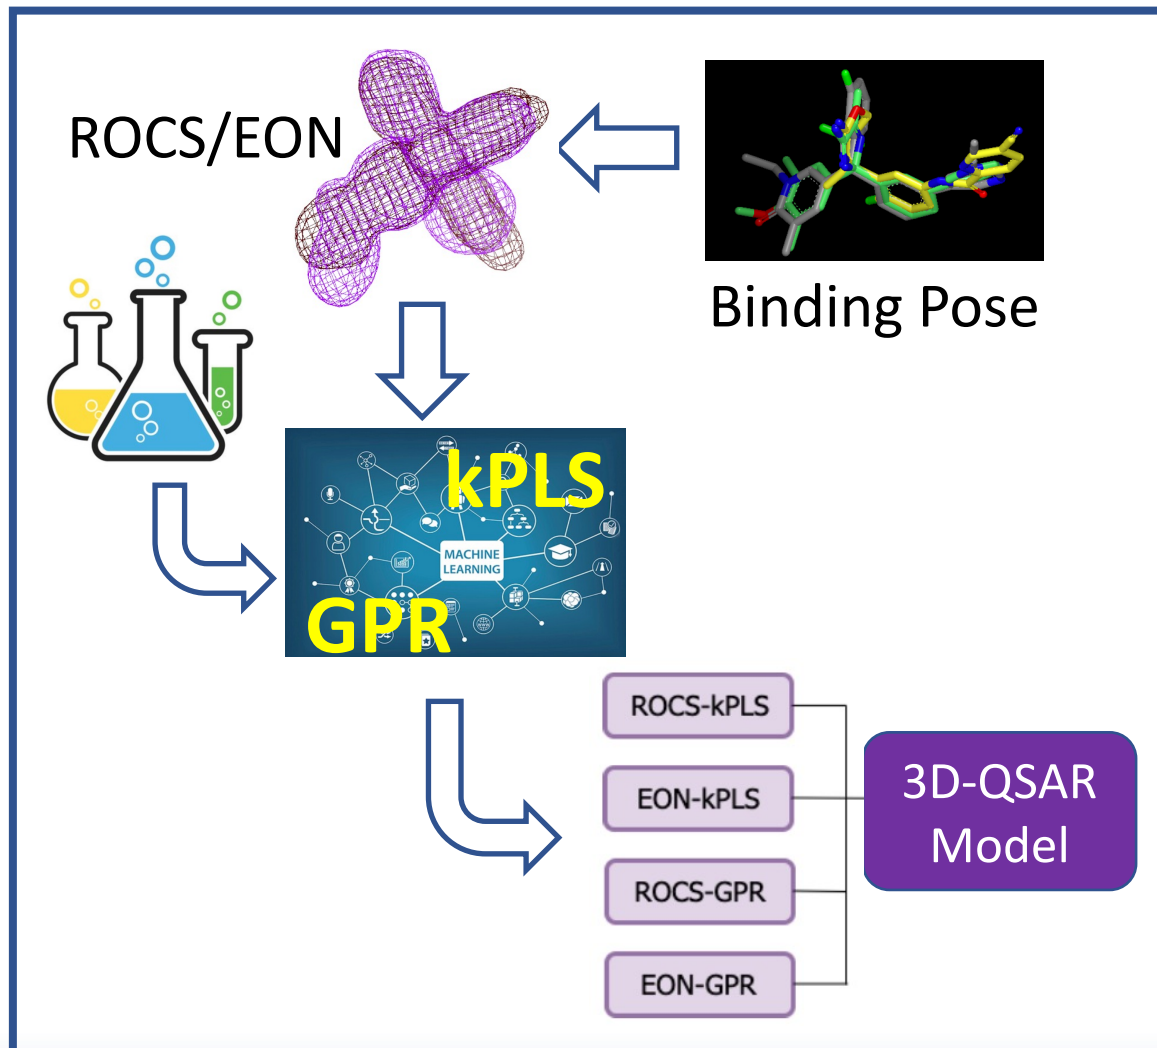 ROCS/EON
Binding Pose
kPLS
MACHINE
LEARNING
GPR
ROCS-kPLS
EON-kPLS
ROCS-GPR
EON-GPR
3D-QSAR
Model